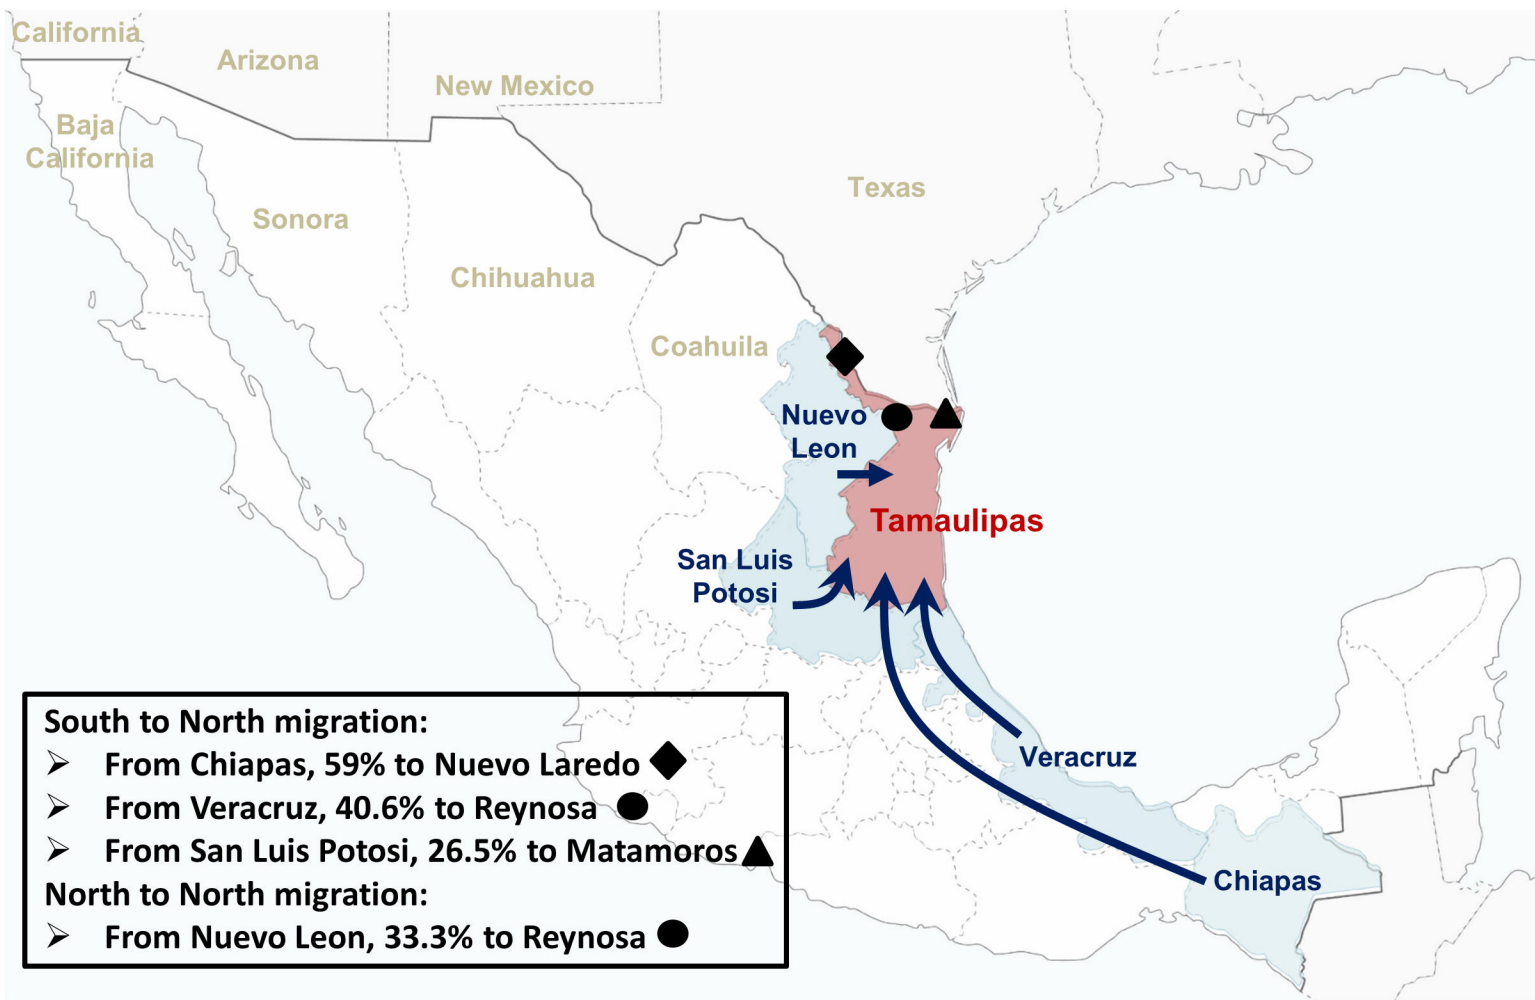 California
Arizona
New Mexico
Baja
California
Texas
Sonora
Chihuahua
Coahuila
Nuevo
Leon
Tamaulipas
San Luis
Potosi
Veracruz
Chiapas
South to North migration:
➢ From Chiapas, 59% to Nuevo Laredo
➢ From Veracruz, 40.6% to Reynosa
➢ From San Luis Potosi, 26.5% to Matamoros
North to North migration:
➢ From Nuevo Leon, 33.3% to Reynosa